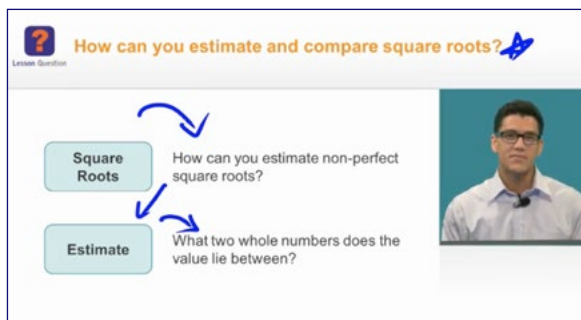 ?
How can you estimate and compare square roots?
Lesson Question
Square
Roots
How can you estimate non-perfect
square roots?
Estimate
What two whole numbers does the
value lie between?